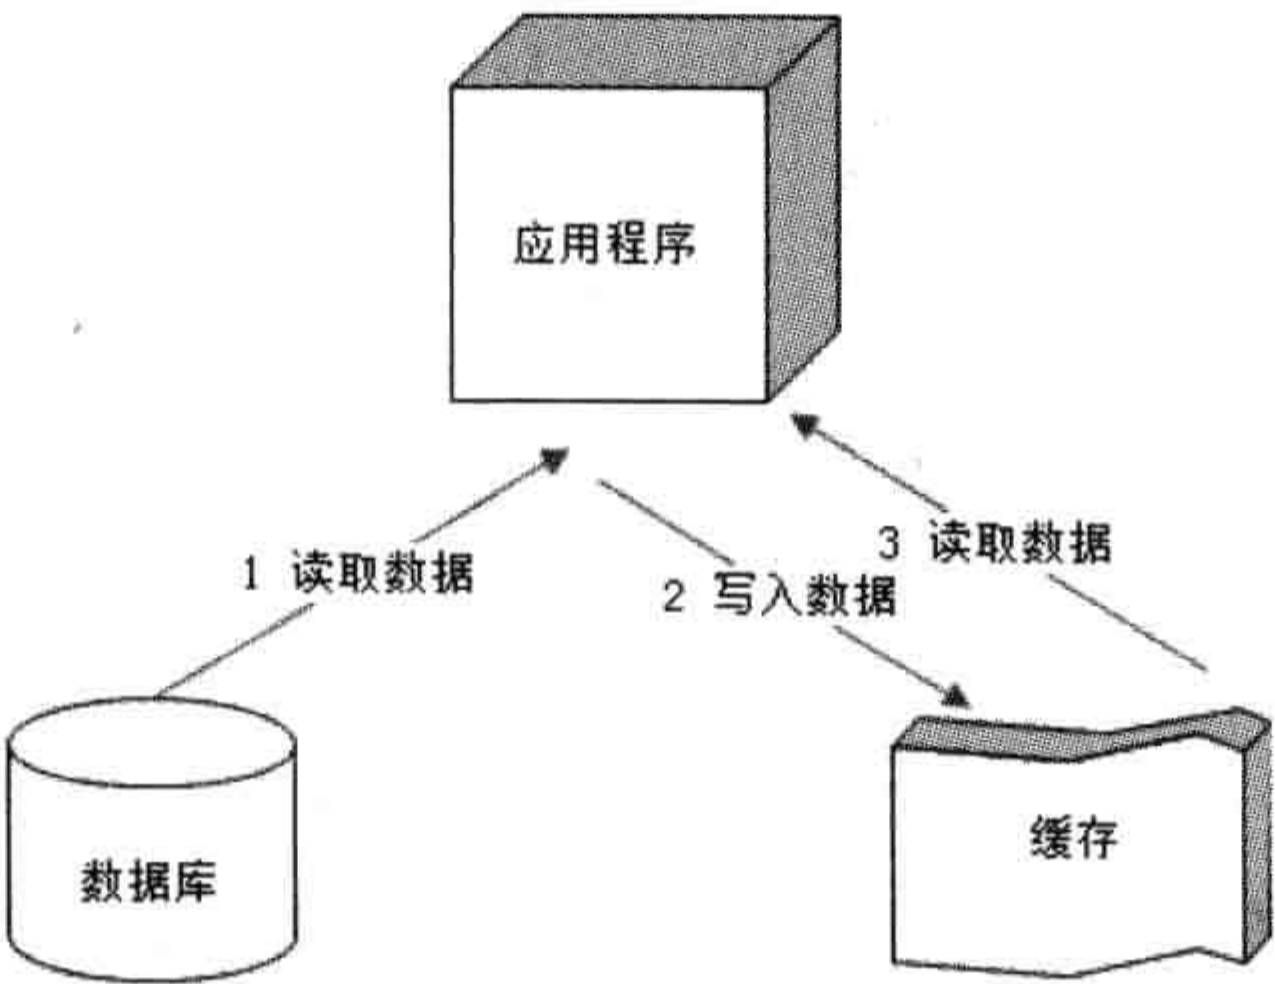 应用程序
1 读取数据
2 写入数据
3 读取数据
数据库
缓存